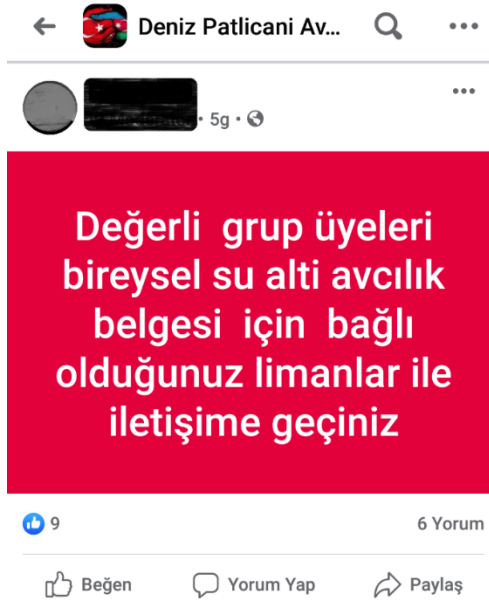 Deniz Patlicani Av...
5g
Değerli grup üyeleri
bireysel su alti avcılık
belgesi için bağlı
olduğunuz limanlar ile
iletişime geçiniz
9
6 Yorum
Beğen
Yorum Yap
Paylaş